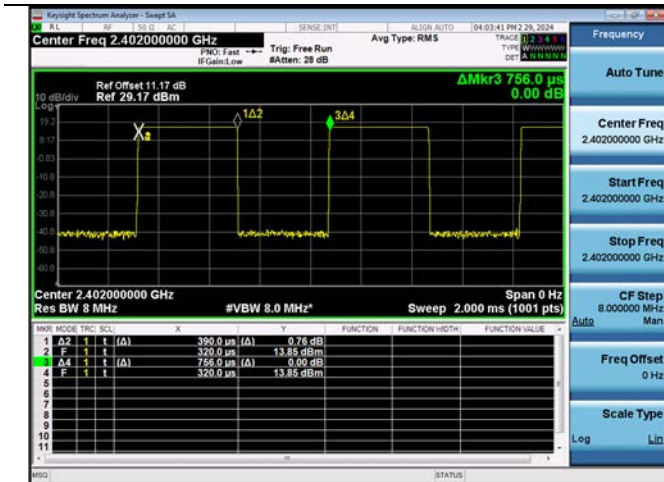 Keysight Spectrum Analyzer - Swept SA
RL RF 50 Ω AC SENSE:INT ALIGN AUTO 04:03:41 PM 2 29, 2024
Center Freq 2.402000000 GHz
PNO: Fast
IFGain:Low
Trig: Free Run
#Atten: 28 dB
Avg Type: RMS
TRACE 1 2 3 4 5 6
TYPE WWWWWW
DET A N N N N N
Ref Offset 11.17 dB
Ref 29.17 dBm
10 dB/div
Log
ΔMkr3 756.0 µs
0.00 dB
1Δ2
3Δ4
19.2
9.17
-0.83
-10.8
-20.8
-30.8
-40.8
-50.8
-60.8
Center 2.402000000 GHz
Span 0 Hz
Res BW 8 MHz
#VBW 8.0 MHz*
Sweep 2.000 ms (1001 pts)
MKR MODE TRC SCL X Y FUNCTION FUNCTION WIDTH FUNCTION VALUE
1 Δ2 1 t (Δ) 390.0 µs (Δ) 0.76 dB
2 F 1 t 320.0 µs 13.85 dBm
3 Δ4 1 t (Δ) 756.0 µs (Δ) 0.00 dB
4 F 1 t 320.0 µs 13.85 dBm
5
6
7
8
9
10
11
MSG
STATUS
Frequency
Auto Tune
Center Freq
2.402000000 GHz
Start Freq
2.402000000 GHz
Stop Freq
2.402000000 GHz
CF Step
8.000000 MHz
Auto Man
Freq Offset
0 Hz
Scale Type
Log Lin